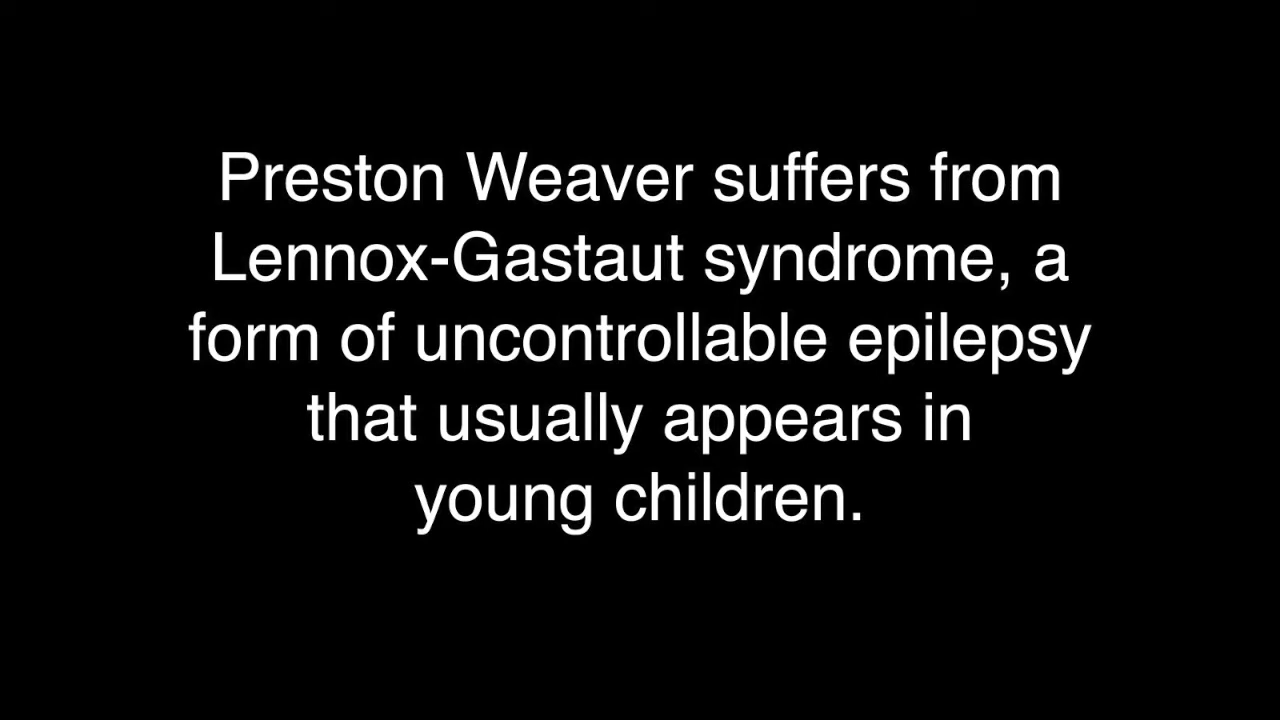 Preston Weaver suffers from
Lennox-Gastaut syndrome, a
form of uncontrollable epilepsy
that usually appears in
young children.